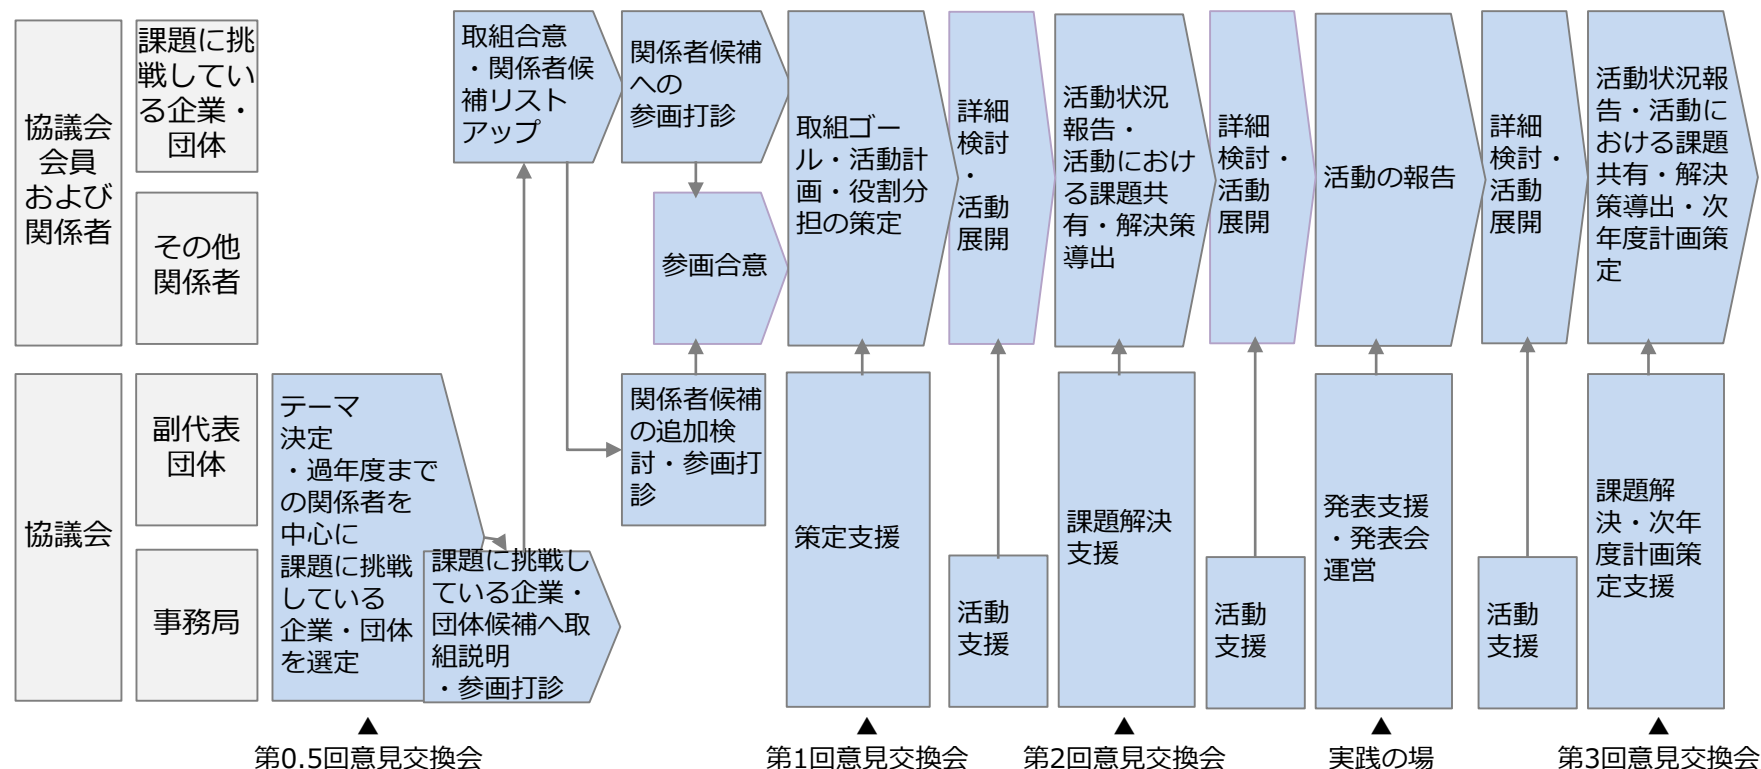 協議会
会員
および
関係者
課題に挑
戦してい
る企業・
団体
その他
関係者
取組合意
・関係者候
補リスト
アップ
関係者候補
への
参画打診
参画合意
取組ゴー
ル・活動計
画・役割分
担の策定
詳細
検討
・
活動
展開
活動状況
報告・
活動におけ
る課題共
有・解決策
導出
詳細
検討・
活動
展開
活動の報告
詳細
検討・
活動
展開
活動状況報
告・活動に
おける課題
共有・解決
策導出・次
年度計画策
定
協議会
副代表
団体
事務局
テーマ
決定
・過年度まで
の関係者を
中心に
課題に挑戦
している
企業・団体
を選定
課題に挑戦し
ている企業・
団体候補へ取
組説明
・参画打診
関係者候補
の追加検
討・参画打
診
策定支援
活動
支援
課題解決
支援
活動
支援
発表支援
・発表会
運営
活動
支援
課題解
決・次年
度計画策
定支援
▲
第0.5回意見交換会
▲
第1回意見交換会
▲
第2回意見交換会
▲
実践の場
▲
第3回意見交換会